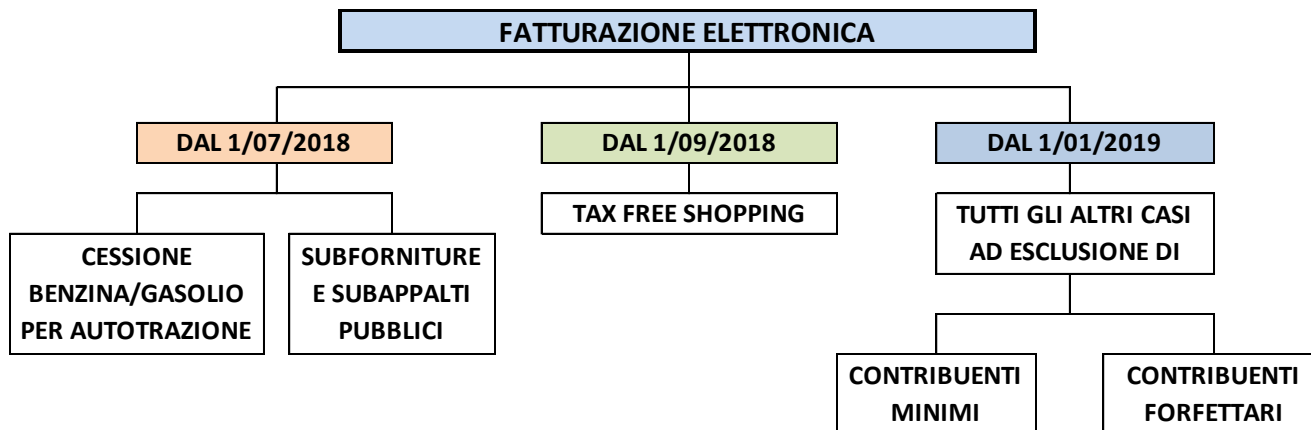 FATTURAZIONE ELETTRONICA
DAL 1/07/2018
DAL 1/09/2018
DAL 1/01/2019
CESSIONE
BENZINA/GASOLIO
PER AUTOTRAZIONE
SUBFORNITURE
E SUBAPPALTI
PUBBLICI
TAX FREE SHOPPING
TUTTI GLI ALTRI CASI
AD ESCLUSIONE DI
CONTRIBUENTI
MINIMI
CONTRIBUENTI
FORFETTARI